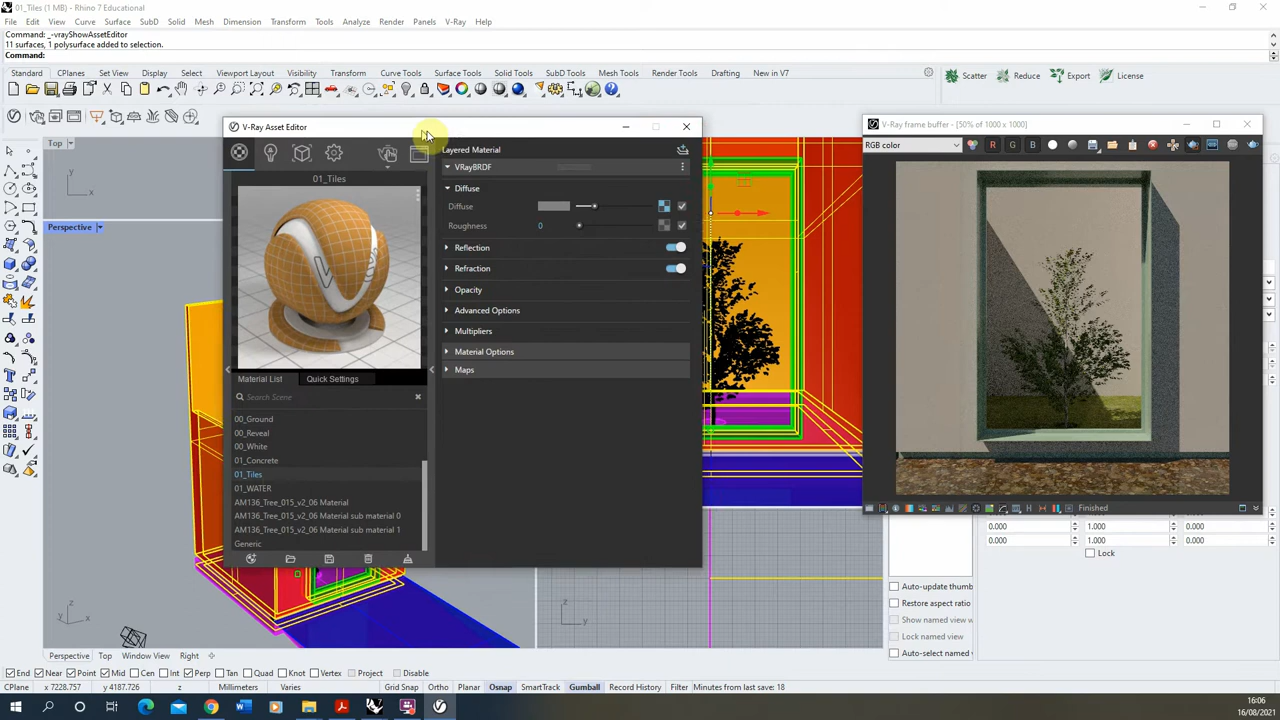 01_Tiles (1 MB) - Rhino 7 Educational
File Edit View Curve Surface SubD Solid Mesh Dimension Transform Tools Analyze Render Panels V-Ray Help
Command: _-vrayShowAssetEditor
11 surfaces, 1 polysurface added to selection.
Command:
Standard CPlanes Set View Display Select Viewport Layout Visibility Transform Curve Tools Surface Tools Solid Tools SubD Tools Mesh Tools Render Tools Drafting New in V7
Scatter Reduce Export License
Top
Perspective
V-Ray Asset Editor
01_Tiles
Layered Material
VRayBRDF
Diffuse
Diffuse
Roughness 0
Reflection
Refraction
Opacity
Advanced Options
Multipliers
Material Options
Maps
Material List Quick Settings
Search Scene
00_Ground
00_Reveal
00_White
01_Concrete
01_Tiles
01_WATER
AM136_Tree_015_v2_06 Material
AM136_Tree_015_v2_06 Material sub material 0
AM136_Tree_015_v2_06 Material sub material 1
Generic
V-Ray frame buffer - [50% of 1000 x 1000]
RGB color R G B
Finished
0.000 1.000 0.000
0.000 1.000 0.000
Lock
Auto-update thumb
Restore aspect ratio
Show named view w
Lock named view
Auto-select named v
z x
y x
z x y
z y
Perspective Top Window View Right
End Near Point Mid Cen Int Perp Tan Quad Knot Vertex Project Disable
CPlane x 7228.757 y 4187.726 z Millimeters Varies Grid Snap Ortho Planar Osnap SmartTrack Gumball Record History Filter Minutes from last save: 18
16:06
16/08/2021